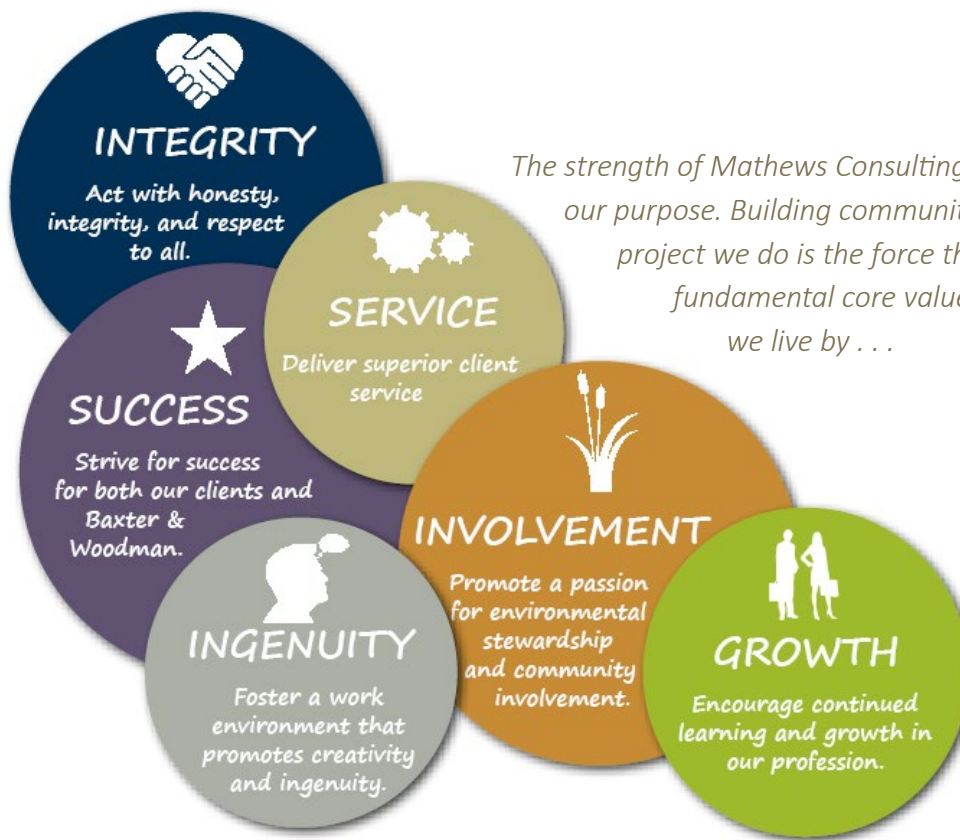 INTEGRITY
Act with honesty,
integrity, and respect
to all.
The strength of Mathews Consulting
our purpose. Building
project we do is the force
fundamental core
we live by . . .
SERVICE
Deliver superior client
service
SUCCESS
Strive for success
for both our clients and
Baxter &
Woodman.
INVOLVEMENT
Promote a passion
for environmental
stewardship
and community
involvement.
INGENUITY
Foster a work
environment that
promotes creativity
and ingenuity.
GROWTH
Encourage continued
learning and growth in
our profession.